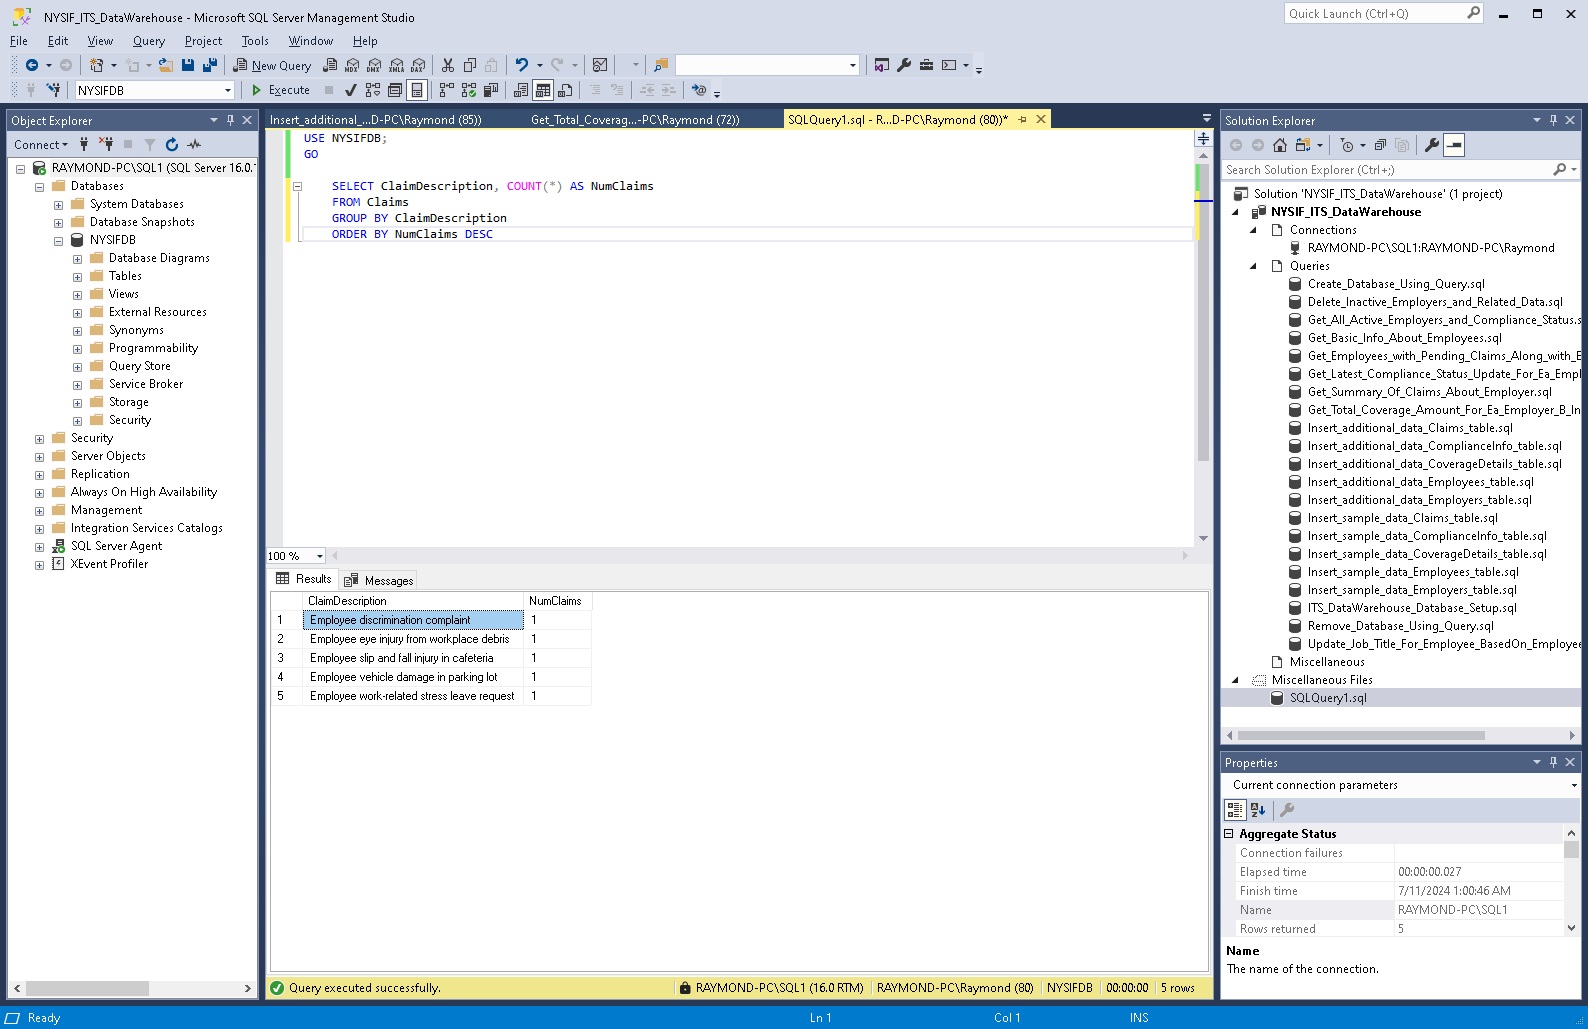 NYSIF_ITS_DataWarehouse - Microsoft SQL Server Management Studio
Quick Launch (Ctrl+Q)
File Edit View Query Project Tools Window Help
New Query MDX DMX XMLA DAX
NYSIFDB Execute
Object Explorer
Connect
RAYMOND-PC\SQL1 (SQL Server 16.0.
Databases
System Databases
Database Snapshots
NYSIFDB
Database Diagrams
Tables
Views
External Resources
Synonyms
Programmability
Query Store
Service Broker
Storage
Security
Security
Server Objects
Replication
Always On High Availability
Management
Integration Services Catalogs
SQL Server Agent
XEvent Profiler
Insert_additional_...D-PC\Raymond (85)) Get_Total_Coverag...-PC\Raymond (72)) SQLQuery1.sql - R...D-PC\Raymond (80))*
USE NYSIFDB;
GO
SELECT ClaimDescription, COUNT(*) AS NumClaims
FROM Claims
GROUP BY ClaimDescription
ORDER BY NumClaims DESC
100 %
Results Messages
ClaimDescription NumClaims
1 Employee discrimination complaint 1
2 Employee eye injury from workplace debris 1
3 Employee slip and fall injury in cafeteria 1
4 Employee vehicle damage in parking lot 1
5 Employee work-related stress leave request 1
Query executed successfully. RAYMOND-PC\SQL1 (16.0 RTM) RAYMOND-PC\Raymond (80) NYSIFDB 00:00:00 5 rows
Solution Explorer
Search Solution Explorer (Ctrl+;)
Solution 'NYSIF_ITS_DataWarehouse' (1 project)
NYSIF_ITS_DataWarehouse
Connections
RAYMOND-PC\SQL1:RAYMOND-PC\Raymond
Queries
Create_Database_Using_Query.sql
Delete_Inactive_Employers_and_Related_Data.sql
Get_All_Active_Employers_and_Compliance_Status.s
Get_Basic_Info_About_Employees.sql
Get_Employees_with_Pending_Claims_Along_with_E
Get_Latest_Compliance_Status_Update_For_Ea_Empl
Get_Summary_Of_Claims_About_Employer.sql
Get_Total_Coverage_Amount_For_Ea_Employer_B_In
Insert_additional_data_Claims_table.sql
Insert_additional_data_ComplianceInfo_table.sql
Insert_additional_data_CoverageDetails_table.sql
Insert_additional_data_Employees_table.sql
Insert_additional_data_Employers_table.sql
Insert_sample_data_Claims_table.sql
Insert_sample_data_ComplianceInfo_table.sql
Insert_sample_data_CoverageDetails_table.sql
Insert_sample_data_Employees_table.sql
Insert_sample_data_Employers_table.sql
ITS_DataWarehouse_Database_Setup.sql
Remove_Database_Using_Query.sql
Update_Job_Title_For_Employee_BasedOn_Employee
Miscellaneous
Miscellaneous Files
SQLQuery1.sql
Properties
Current connection parameters
Aggregate Status
Connection failures
Elapsed time 00:00:00.027
Finish time 7/11/2024 1:00:46 AM
Name RAYMOND-PC\SQL1
Rows returned 5
Name
The name of the connection.
Ready Ln 1 Col 1 INS